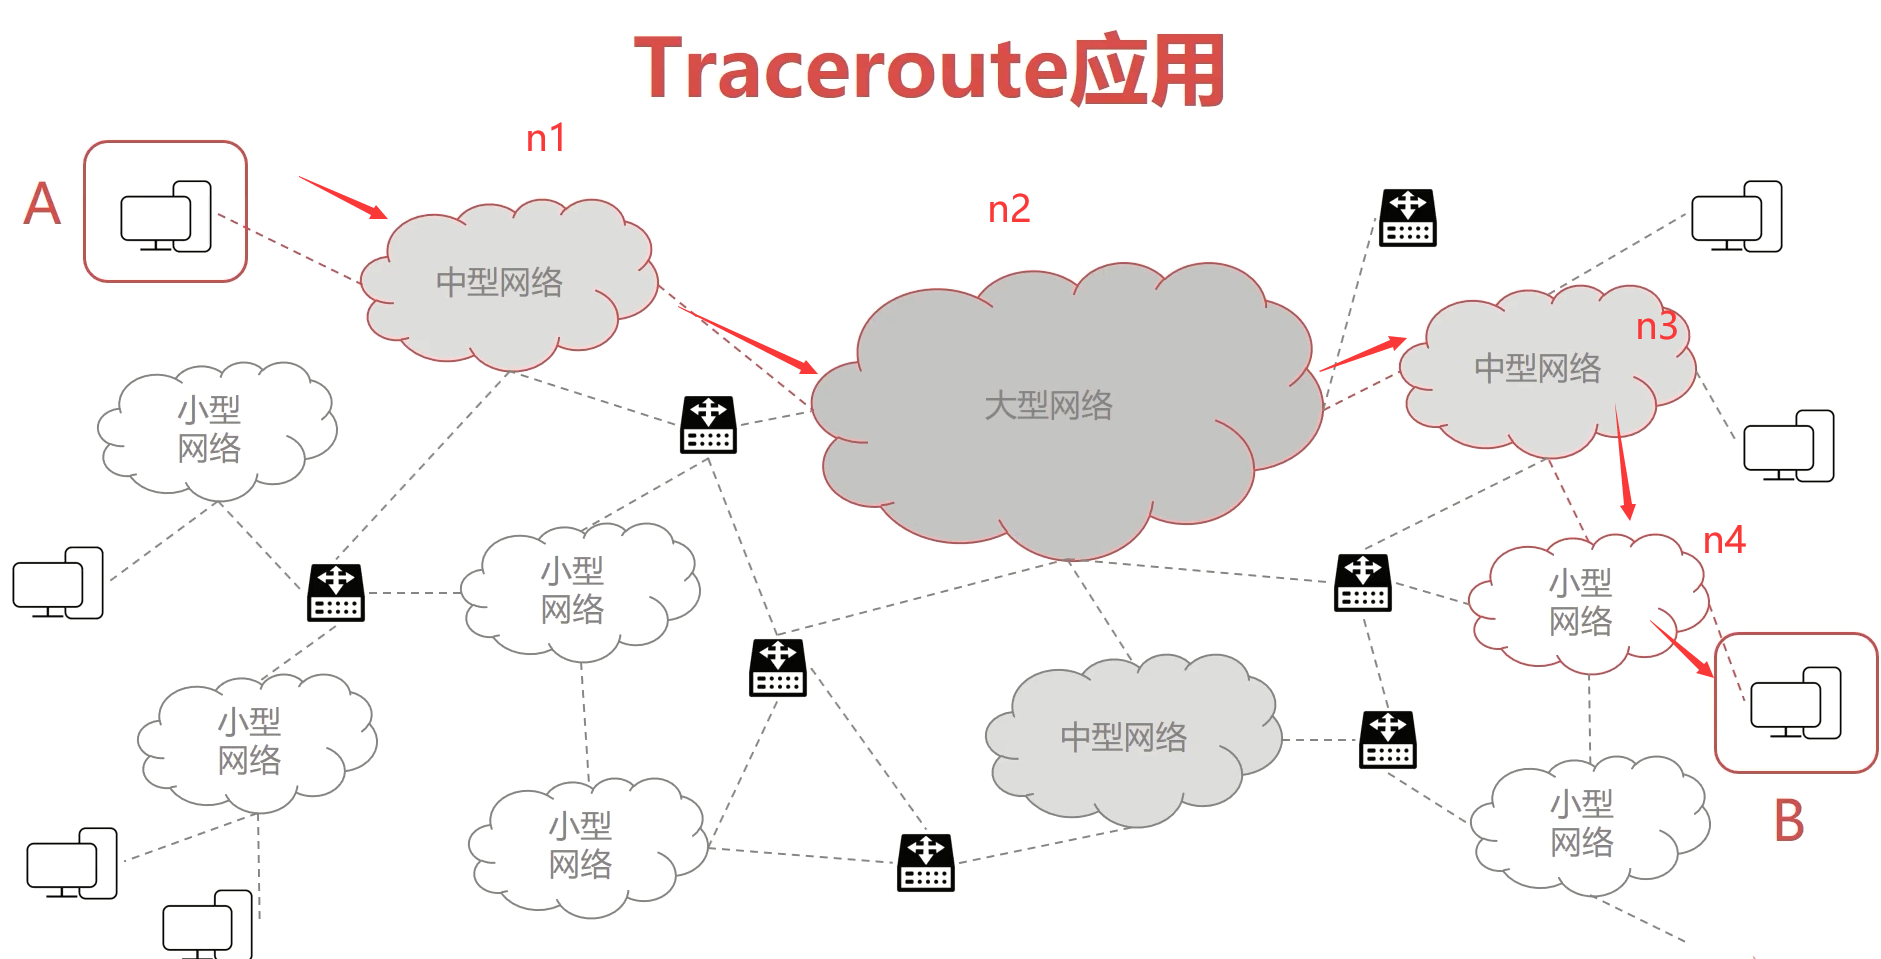 Traceroute应用
n1
A
n2
中型网络
n3
中型网络
大型网络
小型
网络
n4
小型
网络
小型
网络
小型
网络
中型网络
B
小型
网络
小型
网络